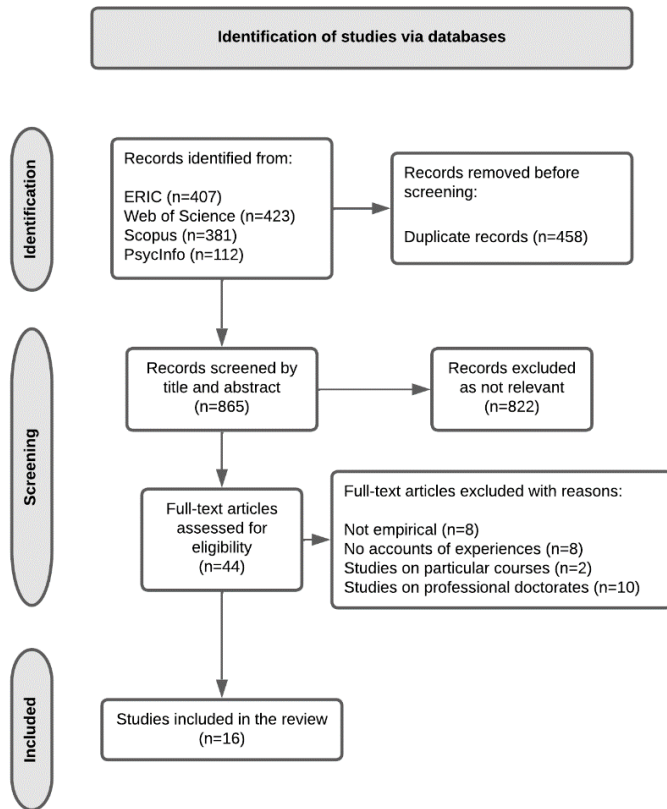 Identification of studies via databases
Identification
Records identified from:
ERIC (n=407)
Web of Science (n=423)
Scopus (n=381)
PsycInfo (n=112)
Records removed before
screening:
Duplicate records (n=458)
Screening
Records screened by
title and abstract
(n=865)
Records excluded
as not relevant
(n=822)
Full-text articles
assessed for
eligibility
(n=44)
Full-text articles excluded with reasons:
Not empirical (n=8)
No accounts of experiences (n=8)
Studies on particular courses (n=2)
Studies on professional doctorates (n=10)
Included
Studies included in the review
(n=16)